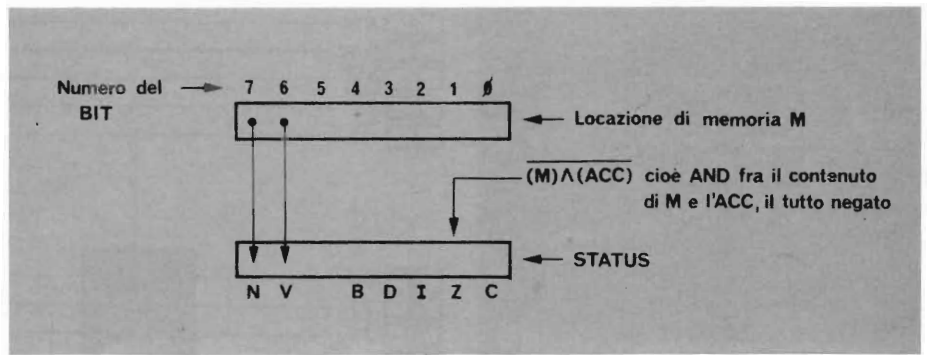 Numero del → 7 6 5 4 3 2 1 Ø
BIT
← Locazione di memoria M
(M)Λ(ACC) cioè AND fra il contenuto
di M e l'ACC, il tutto negato
← STATUS
N V B D I Z C